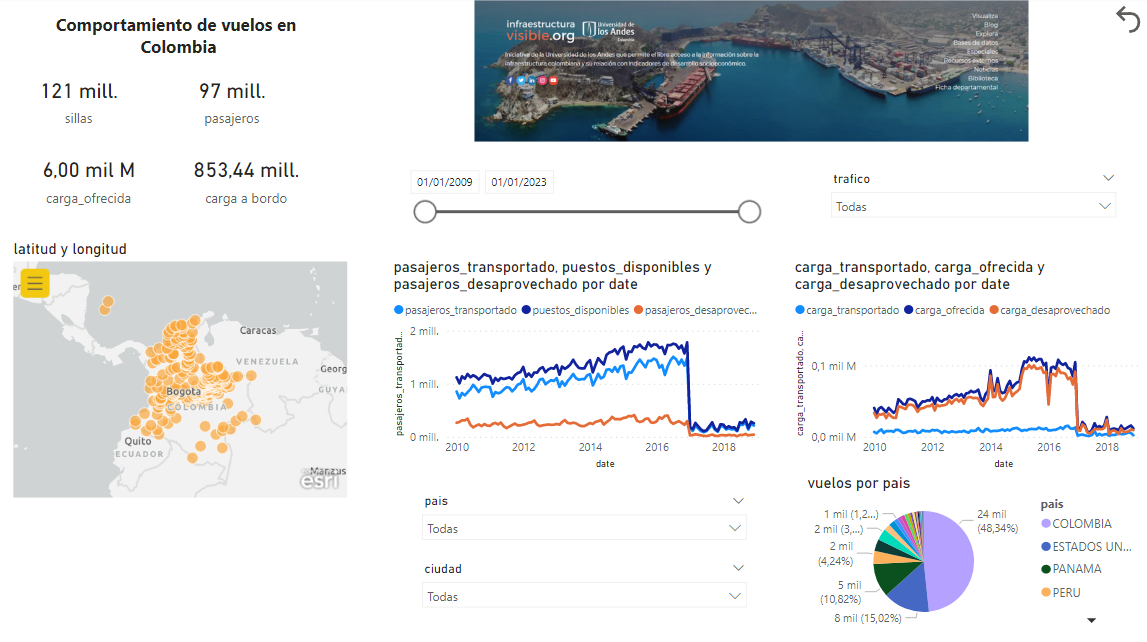 Comportamiento de vuelos en
Colombia
121 mill.
sillas
97 mill.
pasajeros
6,00 mil M
carga_ofrecida
853,44 mill.
carga a bordo
infraestructura
visible.org
Universidad de
los Andes
Colombia
Iniciativa de la Universidad de los Andes que permite el libre acceso a la información sobre la
infraestructura colombiana y su relación con indicadores de desarrollo socioeconómico.
Visualiza
Blog
Explora
Bases de datos
Especiales
Recursos externos
Noticias
Biblioteca
Ficha departamental
01/01/2009
01/01/2023
trafico
Todas
latitud y longitud
Caracas
VENEZUELA
Georg
GUYA
Bogota
COLOMBIA
Quito
ECUADOR
Manaus
esri
pasajeros_transportado, puestos_disponibles y
pasajeros_desaprovechado por date
pasajeros_transportado
puestos_disponibles
pasajeros_desaprovec...
pasajeros_transportad...
2 mill.
1 mill.
0 mill.
2010
2012
2014
2016
2018
date
carga_transportado, carga_ofrecida y
carga_desaprovechado por date
carga_transportado
carga_ofrecida
carga_desaprovechado
carga_transportado, ca...
0,1 mil M
0,0 mil M
2010
2012
2014
2016
2018
date
pais
Todas
ciudad
Todas
vuelos por pais
1 mil (1,2...)
2 mil (3,...)
2 mil
(4,24%)
5 mil
(10,82%)
8 mil (15,02%)
24 mil
(48,34%)
pais
COLOMBIA
ESTADOS UN...
PANAMA
PERU